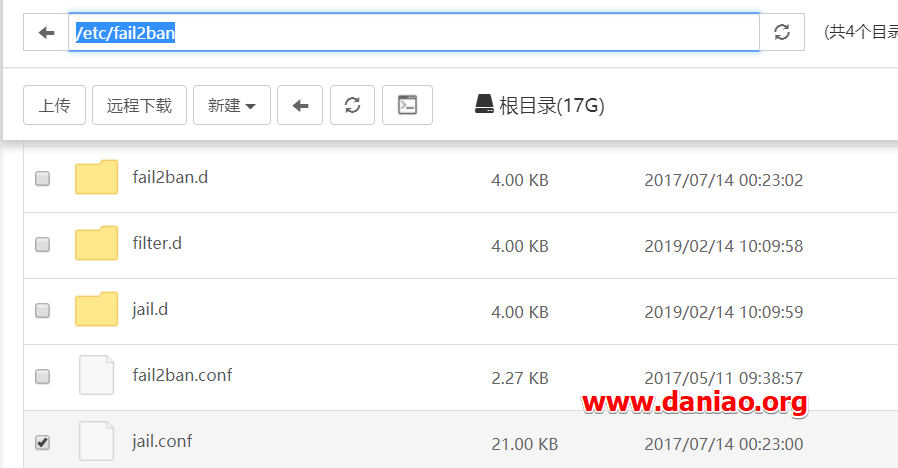 /etc/fail2ban (共4个目录
上传 远程下载 新建 根目录(17G)
fail2ban.d 4.00 KB 2017/07/14 00:23:02
filter.d 4.00 KB 2019/02/14 10:09:58
jail.d 4.00 KB 2019/02/14 10:09:59
fail2ban.conf 2.27 KB 2017/05/11 09:38:57
www.daniao.org
jail.conf 21.00 KB 2017/07/14 00:23:00